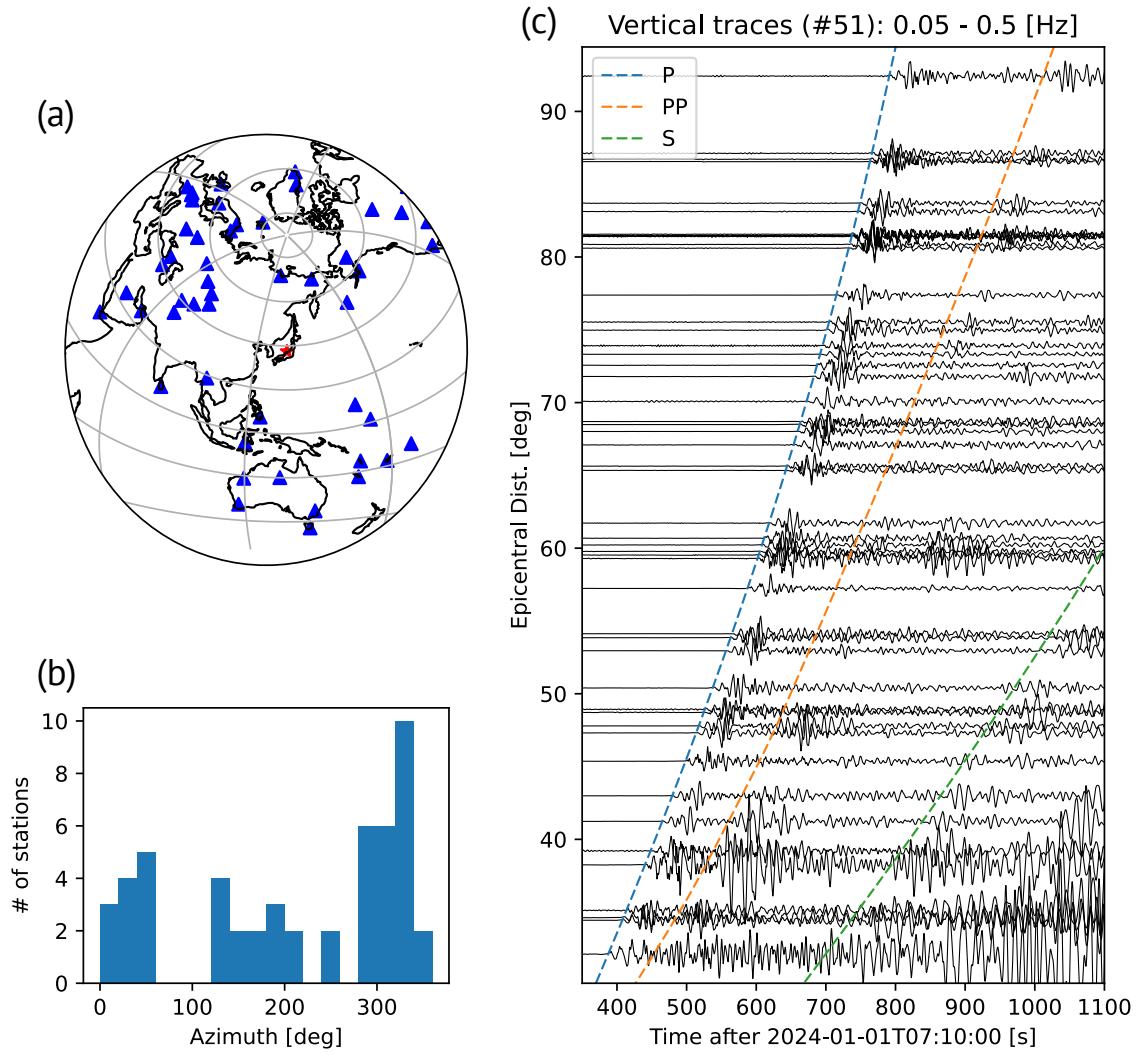 (a)
(b)
# of stations
10
8
6
4
2
0
0
100
200
300
Azimuth [deg]
(c)
Vertical traces (#51): 0.05 - 0.5 [Hz]
P
PP
S
Epicentral Dist. [deg]
90
80
70
60
50
40
400
500
600
700
800
900
1000
1100
Time after 2024-01-01T07:10:00 [s]